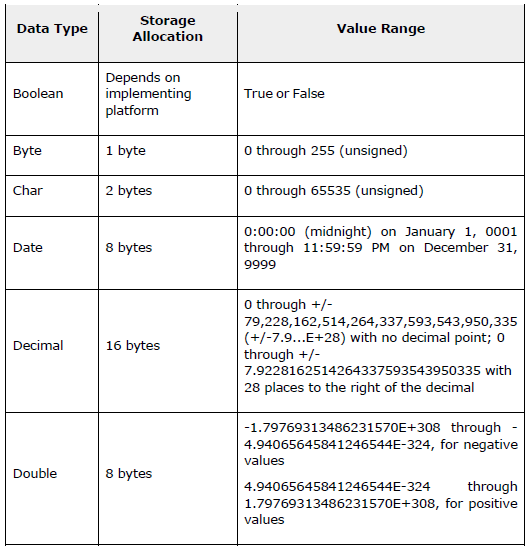 Data Type
Storage
Allocation
Value Range
Boolean
Depends on
implementing
platform
True or False
Byte
1 byte
0 through 255 (unsigned)
Char
2 bytes
0 through 65535 (unsigned)
Date
8 bytes
0:00:00 (midnight) on January 1, 0001
through 11:59:59 PM on December 31,
9999
Decimal
16 bytes
0 through +/-
79,228,162,514,264,337,593,543,950,335
(+/-7.9...E+28) with no decimal point; 0
through +/-
7.9228162514264337593543950335 with
28 places to the right of the decimal
Double
8 bytes
-1.79769313486231570E+308 through -
4.94065645841246544E-324, for negative
values
4.94065645841246544E-324 through
1.79769313486231570E+308, for positive
values